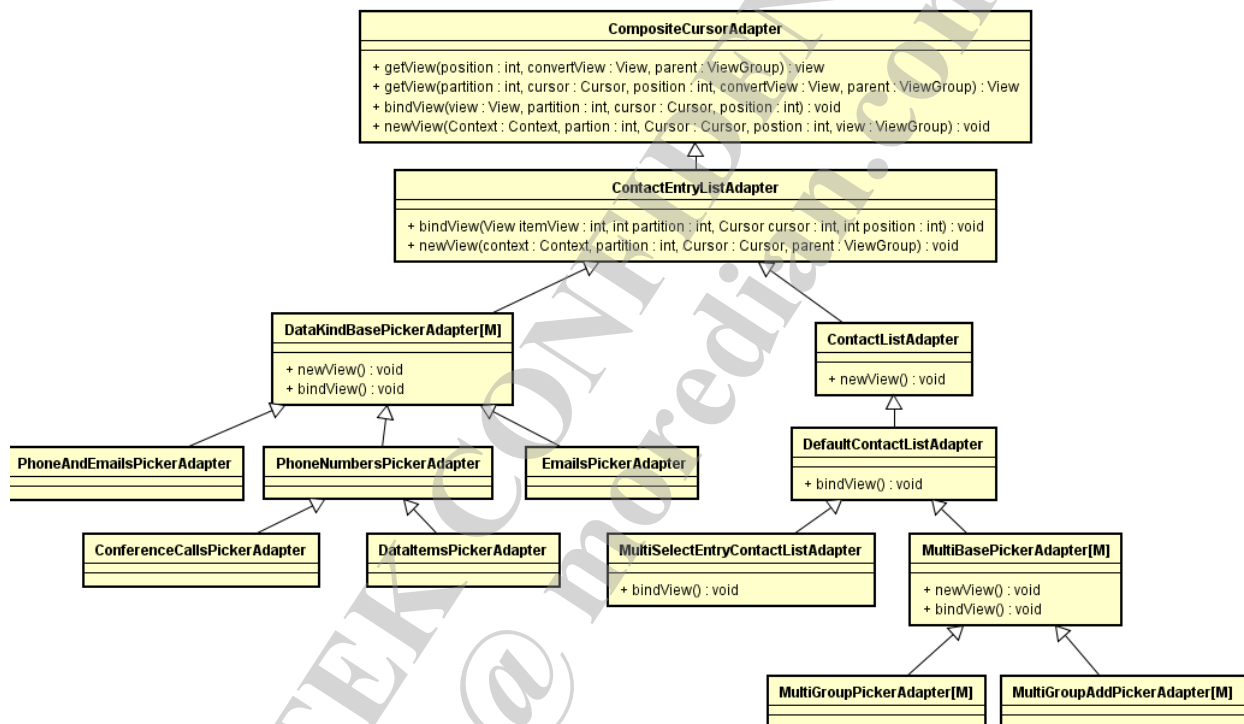 CompositeCursorAdapter
+ getView(position : int, convertView : View, parent : ViewGroup) : view
+ getView(partition : int, cursor : Cursor, position : int, convertView : View, parent : ViewGroup) : View
+ bindView(view : View, partition : int, cursor : Cursor, position : int) : void
+ newView(Context : Context, partion : int, Cursor : Cursor, postion : int, view : ViewGroup) : void
ContactEntryListAdapter
+ bindView(View itemView : int, int partition : int, Cursor cursor : int, int position : int) : void
+ newView(context : Context, partition : int, Cursor : Cursor, parent : ViewGroup) : void
DataKindBasePickerAdapter[M]
+ newView() : void
+ bindView() : void
ContactListAdapter
+ newView() : void
PhoneAndEmailsPickerAdapter
PhoneNumbersPickerAdapter
EmailsPickerAdapter
DefaultContactListAdapter
+ bindView() : void
ConferenceCallsPickerAdapter
DataItemsPickerAdapter
MultiSelectEntryContactListAdapter
+ bindView() : void
MultiBasePickerAdapter[M]
+ newView() : void
+ bindView() : void
MultiGroupPickerAdapter[M]
MultiGroupAddPickerAdapter[M]
TEK CONFIDEN
@ moredian.com